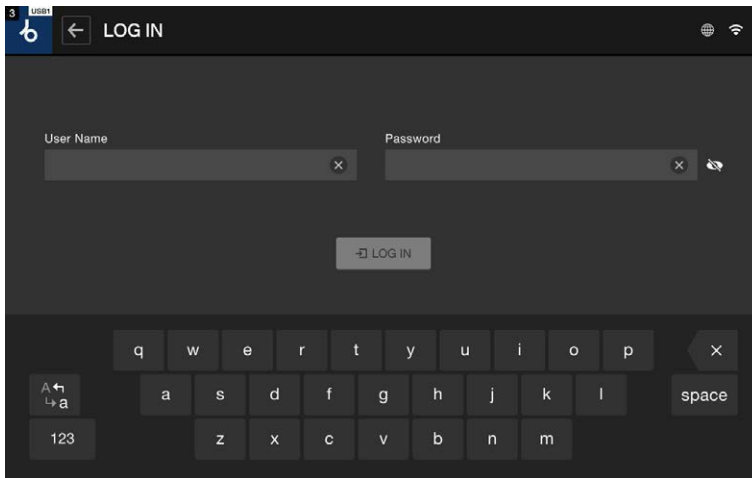 3 USB1
LOG IN
User Name
Password
LOG IN
q w e r t y u i o p
A
a
a s d f g h j k l
space
123
z x c v b n m